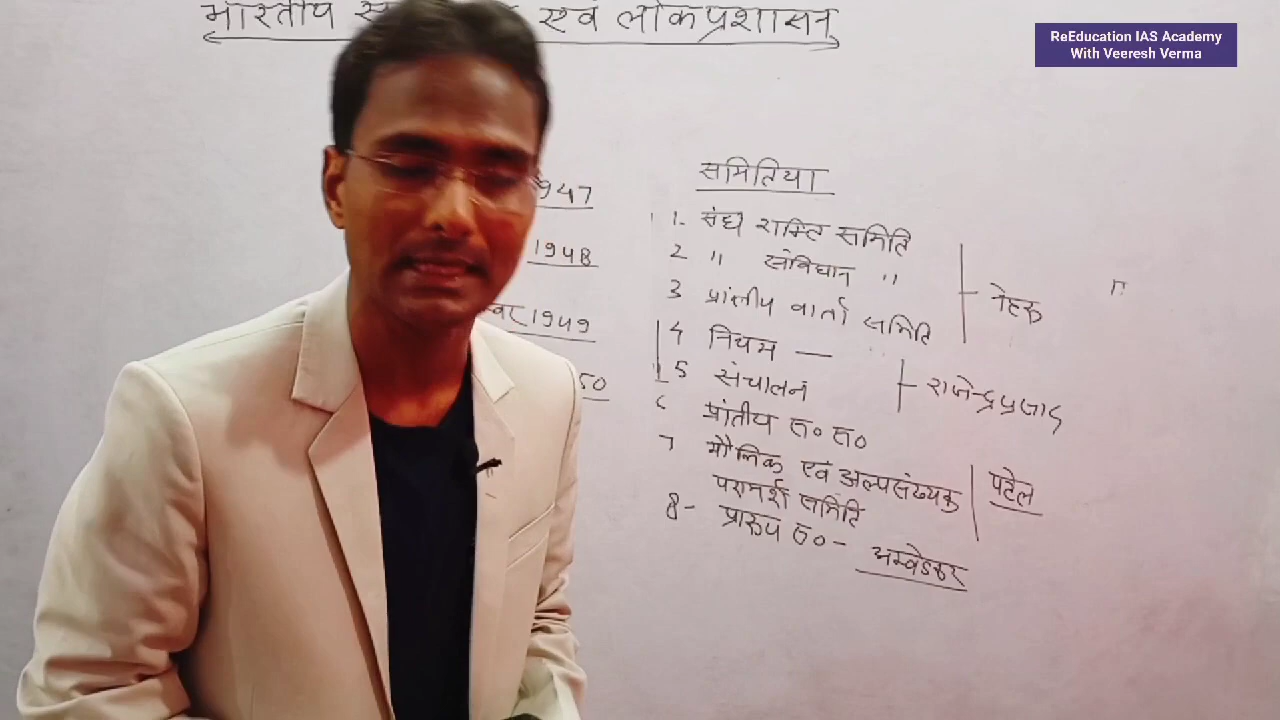 भारतीय एवं लोकप्रशासन
ReEducation IAS Academy
With Veeresh Verma
1948
1949
50
समितिया
1- संघ शक्ति समिति
2 " संविधान "
3 प्रांतीय वार्ता समिति
नेहरू
4 नियम —
5 संचालन
राजेन्द्रप्रसाद
6 प्रांतीय स० स०
7 मौलिक एवं अल्पसंख्यक
परामर्श समिति
पटेल
8- प्रारूप स० - अम्बेडकर